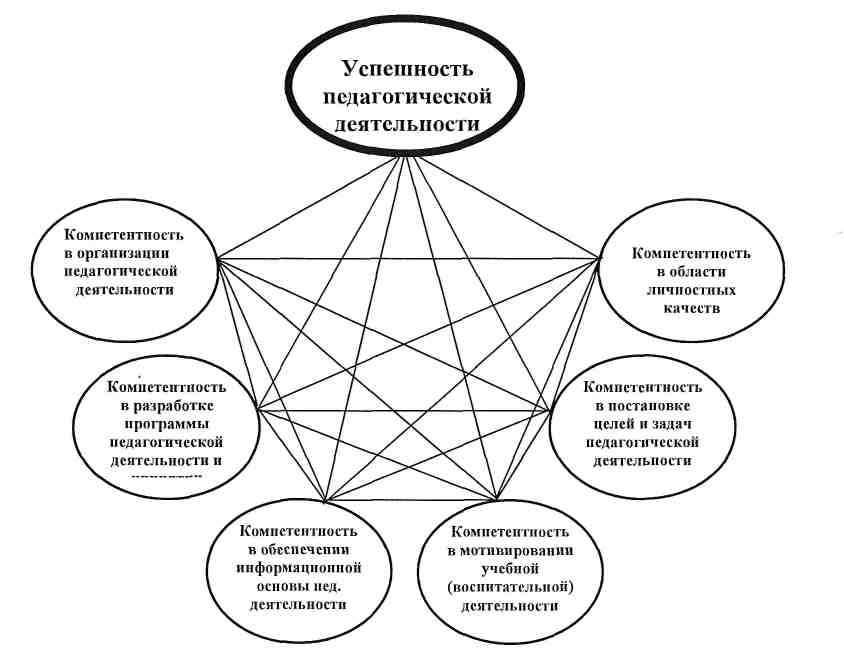 Успешность
педагогической
деятельности
Компетентность
в организации
педагогической
деятельности
Компетентность
в области
личностных
качеств
Компетентность
в разработке
программы
педагогической
деятельности и
Компетентность
в постановке
целей и задач
педагогической
деятельности
Компетентность
в обеспечении
информационной
основы пед.
деятельности
Компетентность
в мотивировании
учебной
(воспитательной)
деятельности